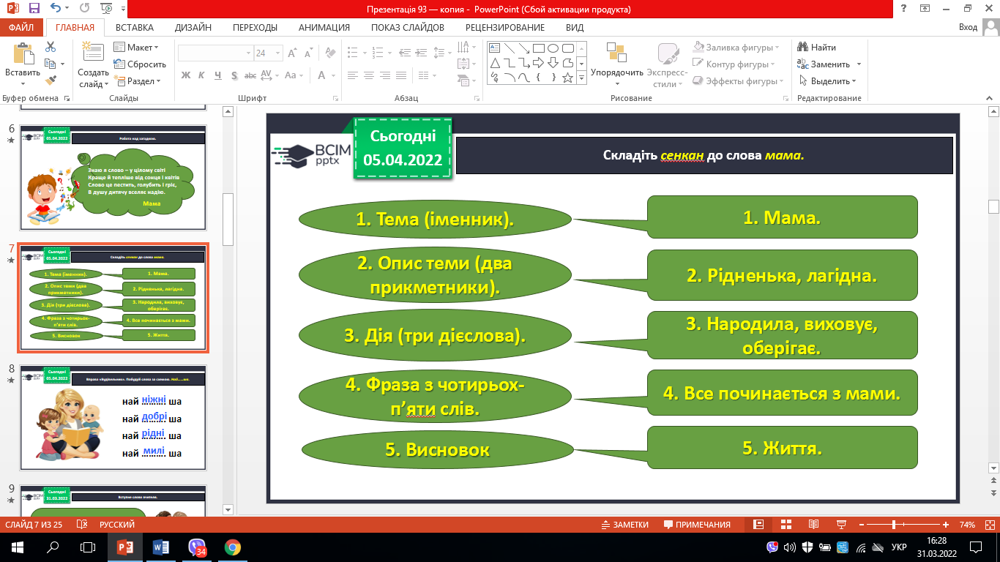 Презентація 93 — копия - PowerPoint (Сбой активации продукта)
ФАЙЛ ГЛАВНАЯ ВСТАВКА ДИЗАЙН ПЕРЕХОДЫ АНИМАЦИЯ ПОКАЗ СЛАЙДОВ РЕЦЕНЗИРОВАНИЕ ВИД Вход
Вставить
Буфер обмена
Создать слайд
Макет
Сбросить
Раздел
Слайды
24
Ж К Ч S abc AV Aa A
Шрифт
Абзац
Упорядочить
Экспресс-стили
Заливка фигуры
Контур фигуры
Эффекты фигуры
Рисование
Найти
Заменить
Выделить
Редактирование
6
Сьогодні
05.04.2022
BCIM
pptx
Робота над загадкою.
Знаю я слово – у цілому світі
Краще й тепліше від сонця і квітів
Слово це пестить, голубить і гріє,
В душу дитячу вселяє надію.
Мама
7
Сьогодні
05.04.2022
BCIM
pptx
Складіть сенкан до слова мама.
1. Тема (іменник).
1. Мама.
2. Опис теми (два
прикметники).
2. Рідненька, лагідна.
3. Дія (три дієслова).
3. Народила, виховує,
оберігає.
4. Фраза з чотирьох-
п’яти слів.
4. Все починається з мами.
5. Висновок
5. Життя.
8
Сьогодні
05.04.2022
BCIM
pptx
Вправа «Будівельник». Побудуй слова за схемою.
най ніжні ша
най добрі ша
най рідні ша
най милі ша
9
Сьогодні
31.03.2022
BCIM
pptx
Вступне слово вчителя.
Сьогодні
05.04.2022
BCIM
pptx
Складіть сенкан до слова мама.
1. Тема (іменник).
1. Мама.
2. Опис теми (два
прикметники).
2. Рідненька, лагідна.
3. Дія (три дієслова).
3. Народила, виховує,
оберігає.
4. Фраза з чотирьох-
п’яти слів.
4. Все починається з мами.
5. Висновок
5. Життя.
СЛАЙД 7 ИЗ 25 РУССКИЙ ЗАМЕТКИ ПРИМЕЧАНИЯ 74%
34
УКР
16:28
31.03.2022